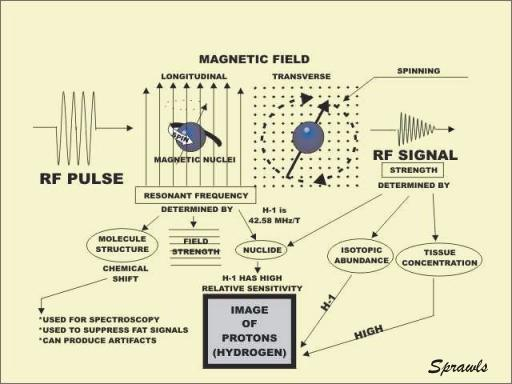 MAGNETIC FIELD
LONGITUDINAL
TRANSVERSE
SPINNING
SPIN
MAGNETIC NUCLEI
RF PULSE
RF SIGNAL
STRENGTH
DETERMINED BY
RESONANT FREQUENCY
DETERMINED BY
H-1 is
42.58 MHz/T
MOLECULE
STRUCTURE
FIELD
STRENGTH
NUCLIDE
ISOTOPIC
ABUNDANCE
TISSUE
CONCENTRATION
CHEMICAL
SHIFT
H-1 HAS HIGH
RELATIVE SENSITIVITY
*USED FOR SPECTROSCOPY
*USED TO SUPPRESS FAT SIGNALS
*CAN PRODUCE ARTIFACTS
IMAGE
OF
PROTONS
(HYDROGEN)
H-1
HIGH
Sprawls